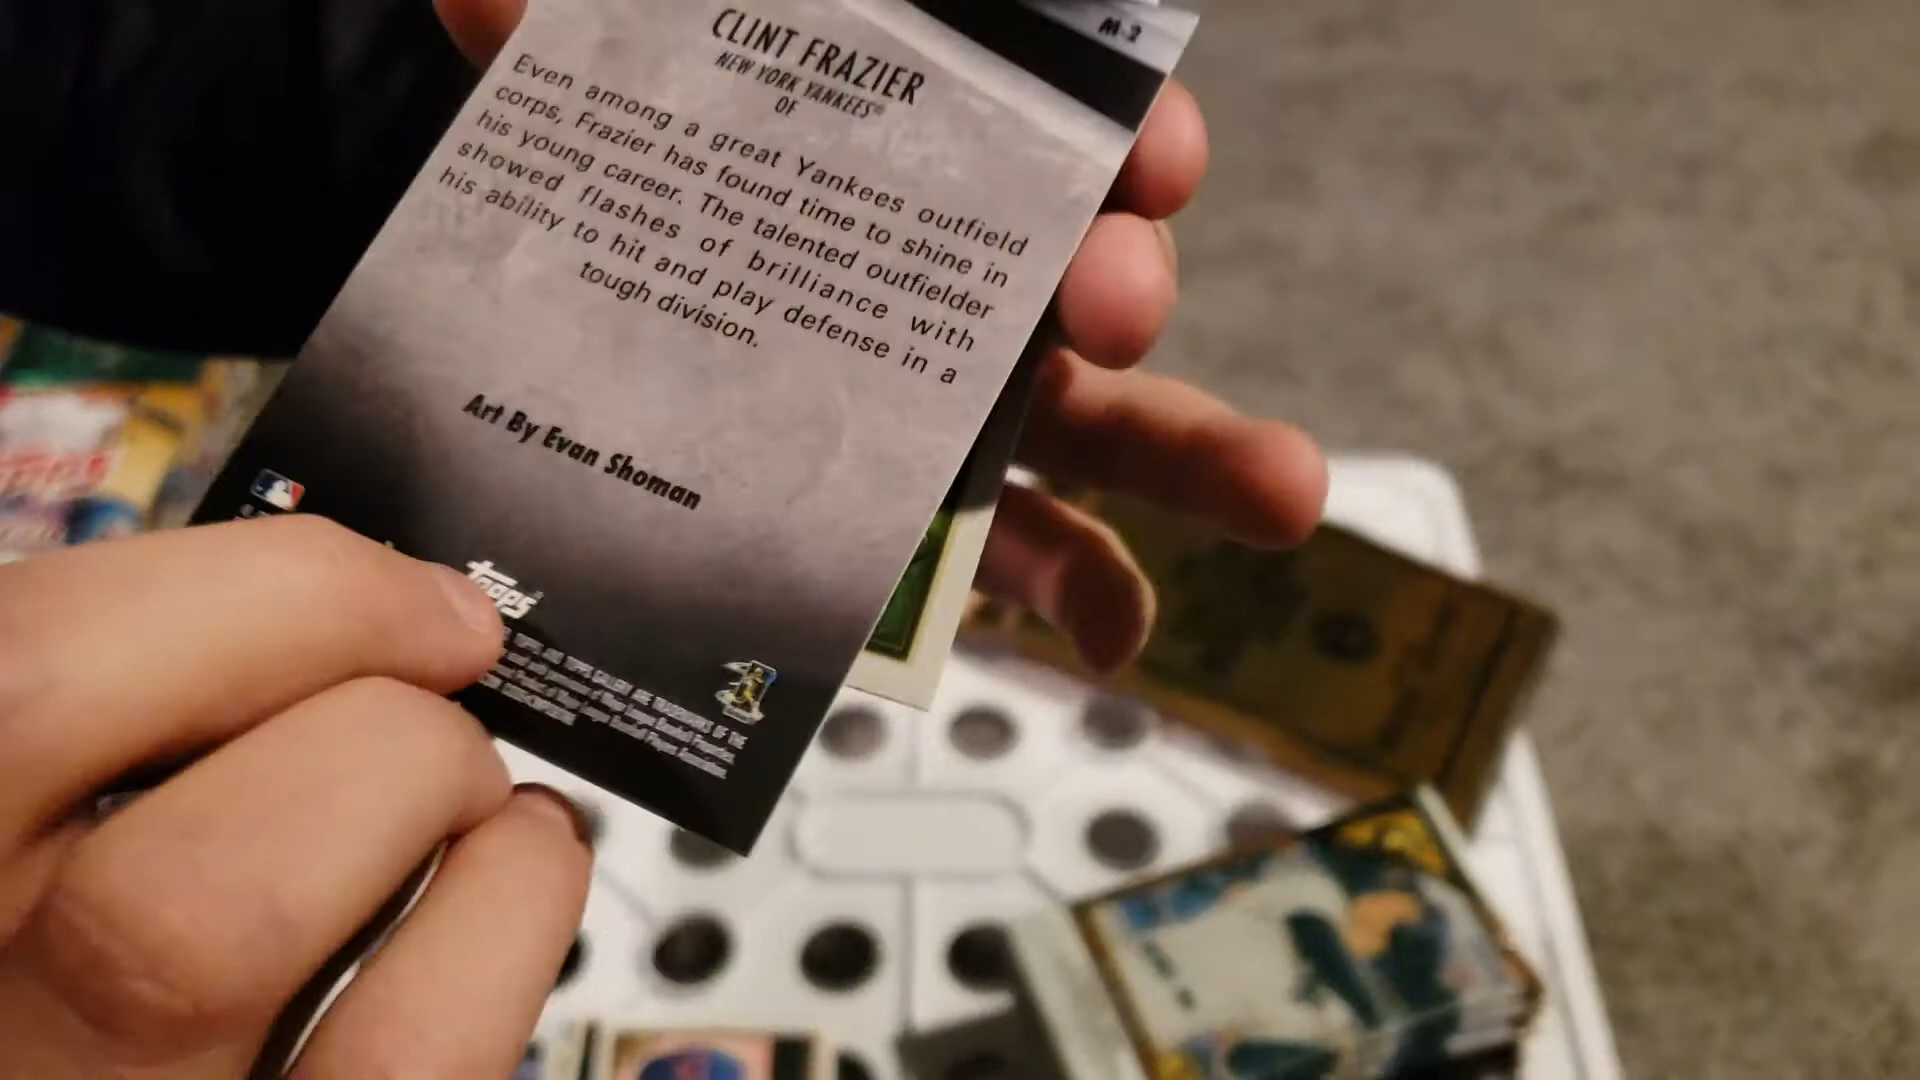 M-2
CLINT FRAZIER
NEW YORK YANKEES®
OF
Even among a great Yankees outfield
corps, Frazier has found time to shine in
his young career. The talented outfielder
showed flashes of brilliance with
his ability to hit and play defense in a
tough division.
Art By Evan Shoman
topps